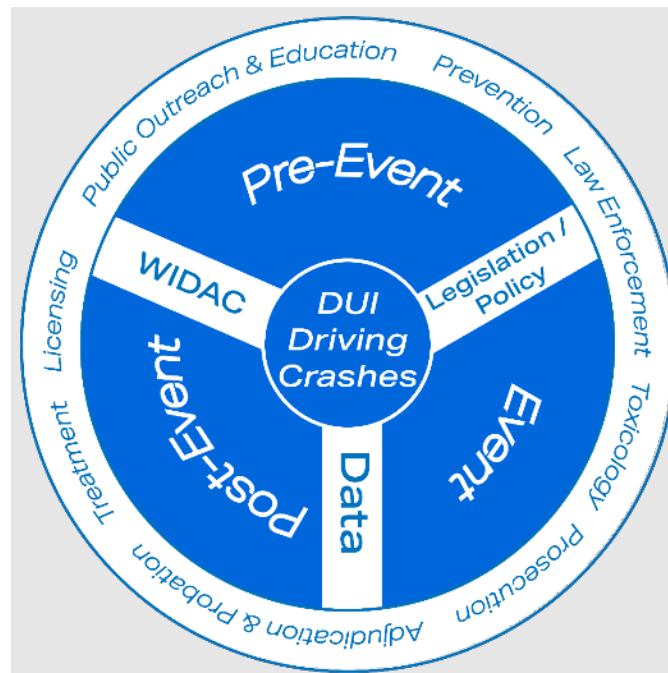 Public Outreach & Education
Prevention
Law Enforcement
Toxicology
Prosecution
Adjudication & Probation
Treatment
Licensing
Pre-Event
Event
Post-Event
WIDAC
Legislation /
Policy
Data
DUI
Driving
Crashes